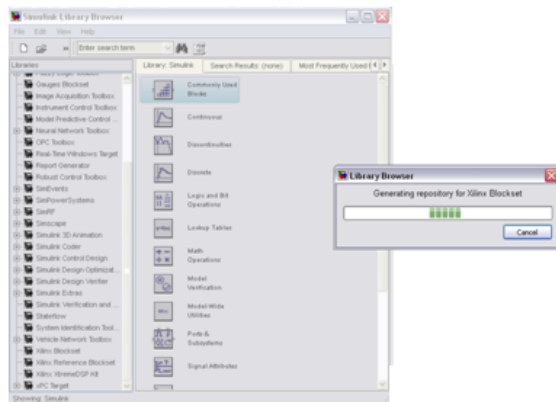 Simulink Library Browser
File Edit View Help
Enter search term
Libraries
Library: Simulink
Search Results: (none)
Most Frequently Used
Gauges Blockset
Image Acquisition Toolbox
Instrument Control Toolbox
Model Predictive Control ...
Neural Network Toolbox
OPC Toolbox
Real-Time Windows Target
Report Generator
Robust Control Toolbox
SimEvents
SimPowerSystems
SimRF
Simscape
Simulink 3D Animation
Simulink Coder
Simulink Control Design
Simulink Design Optimizat...
Simulink Design Verifier
Simulink Extras
Simulink Verification and ...
Stateflow
System Identification Tool...
Vehicle Network Toolbox
Xilinx Blockset
Xilinx Reference Blockset
Xilinx XtremeDSP Kit
xPC Target
Commonly Used
Blocks
Continuous
Discontinuities
Discrete
Logic and Bit
Operations
Lookup Tables
Math
Operations
Model
Verification
Model-Wide
Utilities
Ports &
Subsystems
Signal Attributes
Showing: Simulink
Library Browser
Generating repository for Xilinx Blockset
Cancel